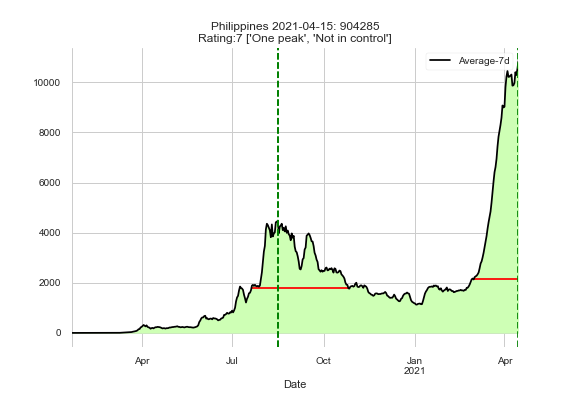 Philippines 2021-04-15: 904285
Rating:7 ['One peak', 'Not in control']
Average-7d
10000
8000
6000
4000
2000
0
Apr
Jul
Oct
Jan
2021
Apr
Date